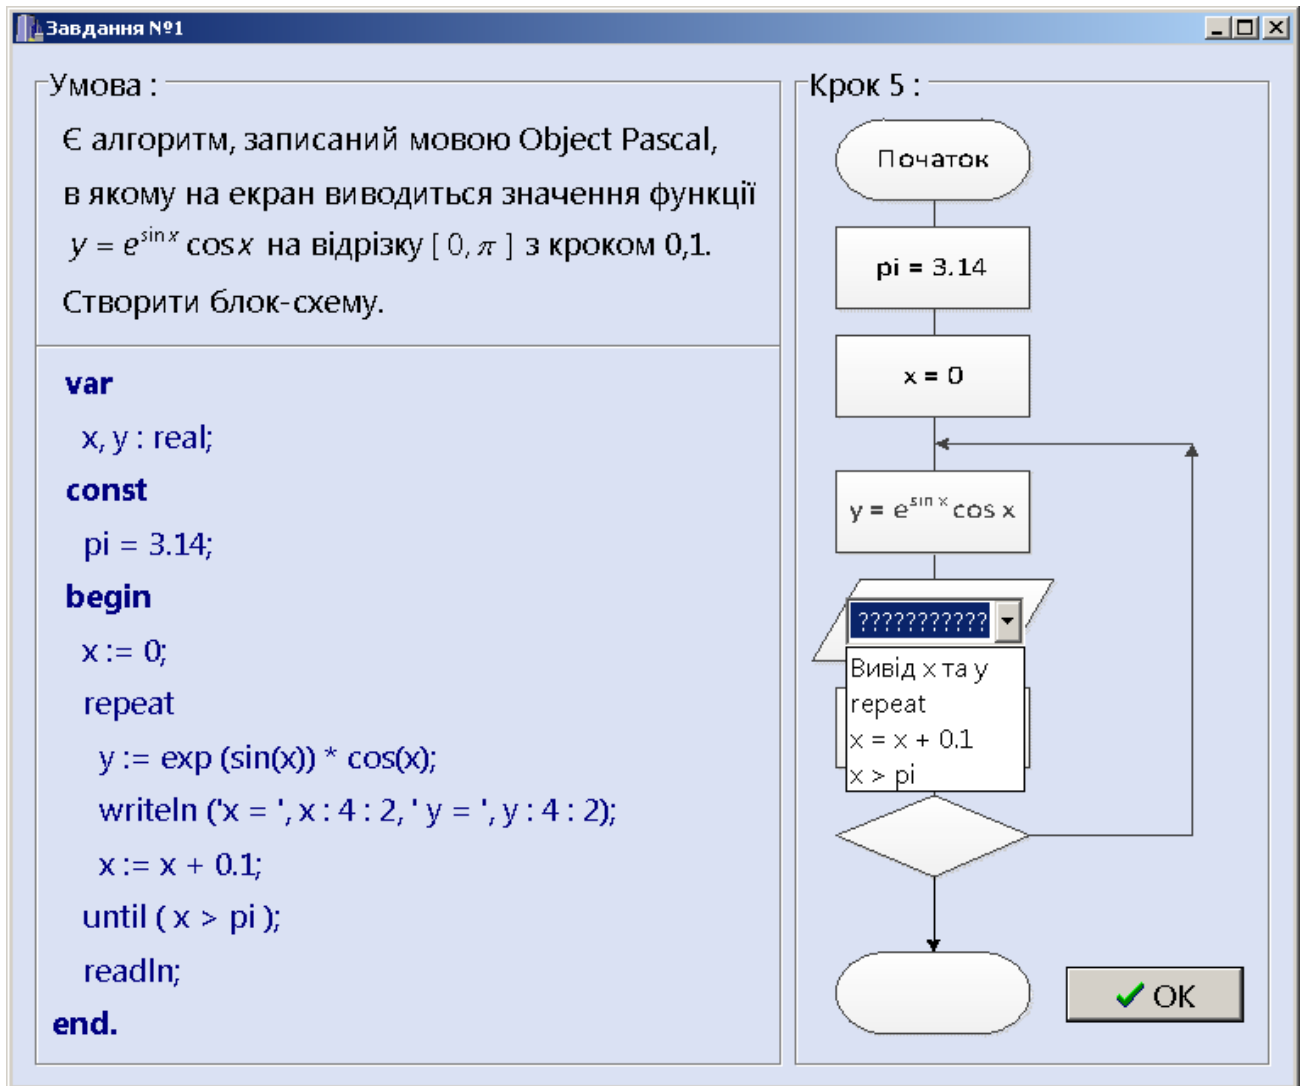 Завдання №1
Умова :
Є алгоритм, записаний мовою Object Pascal,
в якому на екран виводиться значення функції
y = e^sin x cos x на відрізку [ 0, π ] з кроком 0,1.
Створити блок-схему.
var
x, y : real;
const
pi = 3.14;
begin
x := 0;
repeat
y := exp (sin(x)) * cos(x);
writeln ('x = ', x : 4 : 2, ' y = ', y : 4 : 2);
x := x + 0.1;
until ( x > pi );
readln;
end.
Крок 5 :
Початок
pi = 3.14
x = 0
y = e^sin x cos x
???????????
Вивід x та y
repeat
x = x + 0.1
x > pi
OK